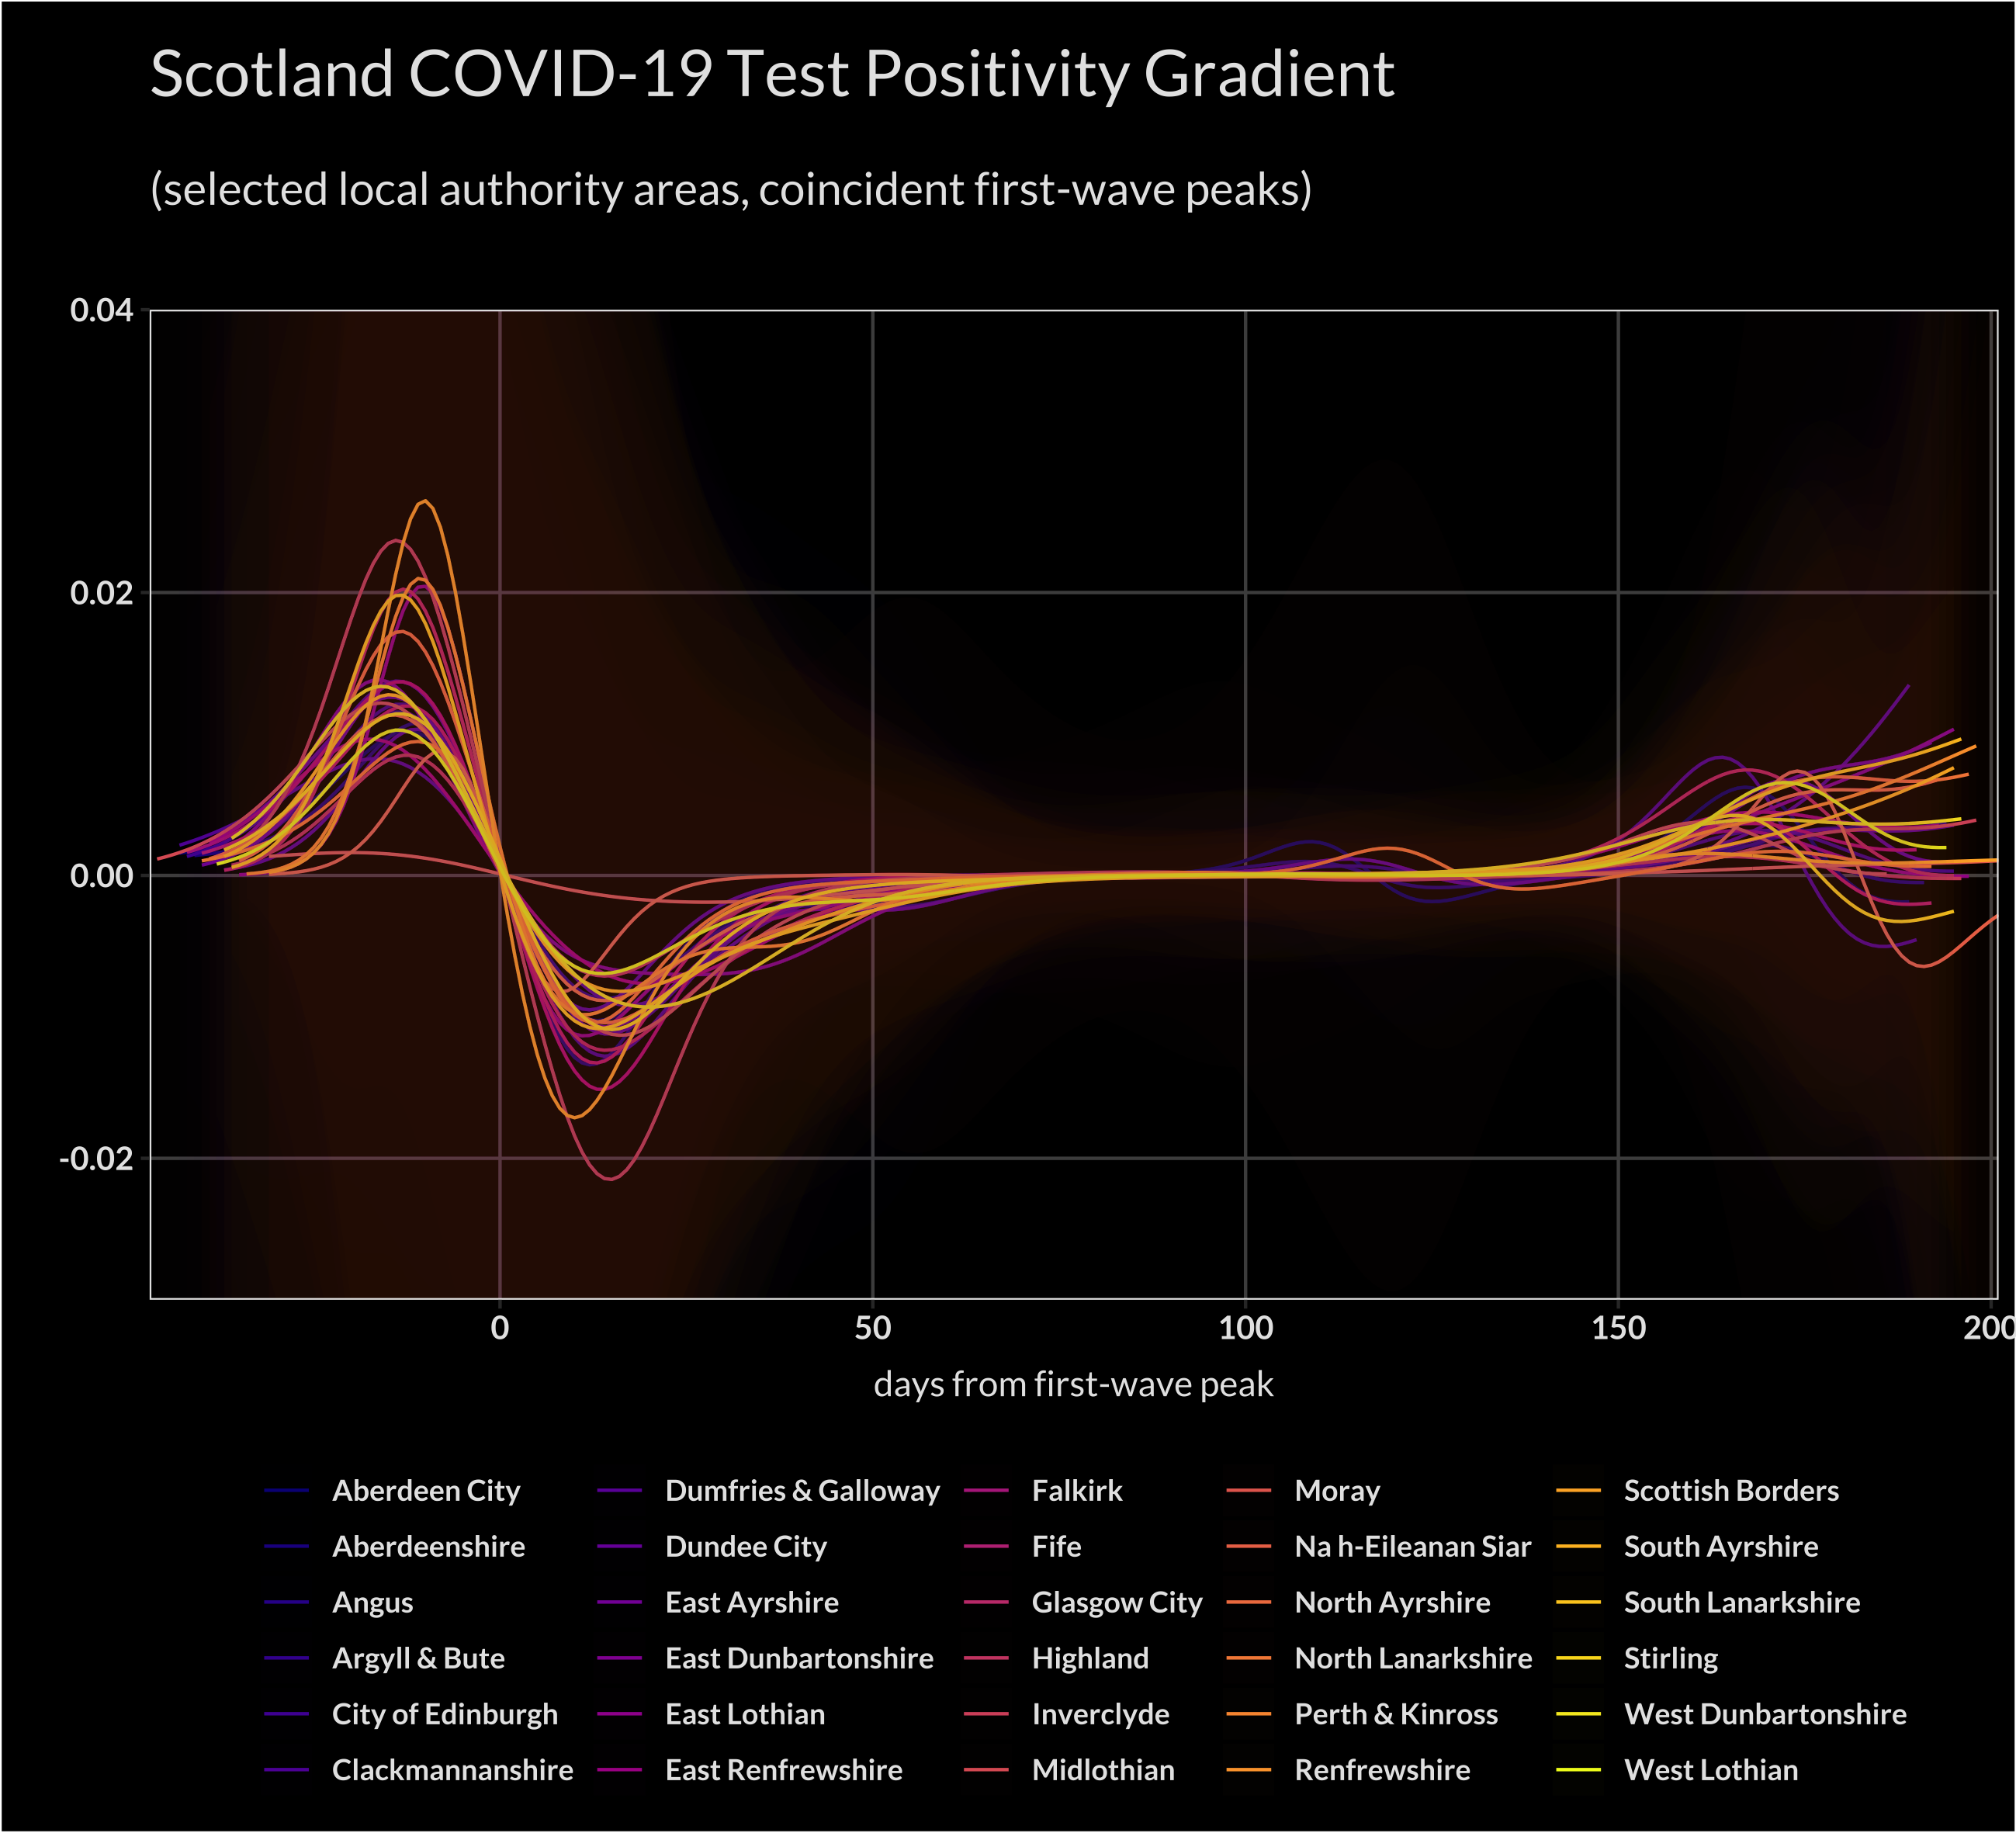 Scotland COVID-19 Test Positivity Gradient
(selected local authority areas, coincident first-wave peaks)
0.04
0.02
0.00
-0.02
0 50 100 150 200
days from first-wave peak
Aberdeen City Dumfries & Galloway Falkirk Moray Scottish Borders
Aberdeenshire Dundee City Fife Na h-Eileanan Siar South Ayrshire
Angus East Ayrshire Glasgow City North Ayrshire South Lanarkshire
Argyll & Bute East Dunbartonshire Highland North Lanarkshire Stirling
City of Edinburgh East Lothian Inverclyde Perth & Kinross West Dunbartonshire
Clackmannanshire East Renfrewshire Midlothian Renfrewshire West Lothian